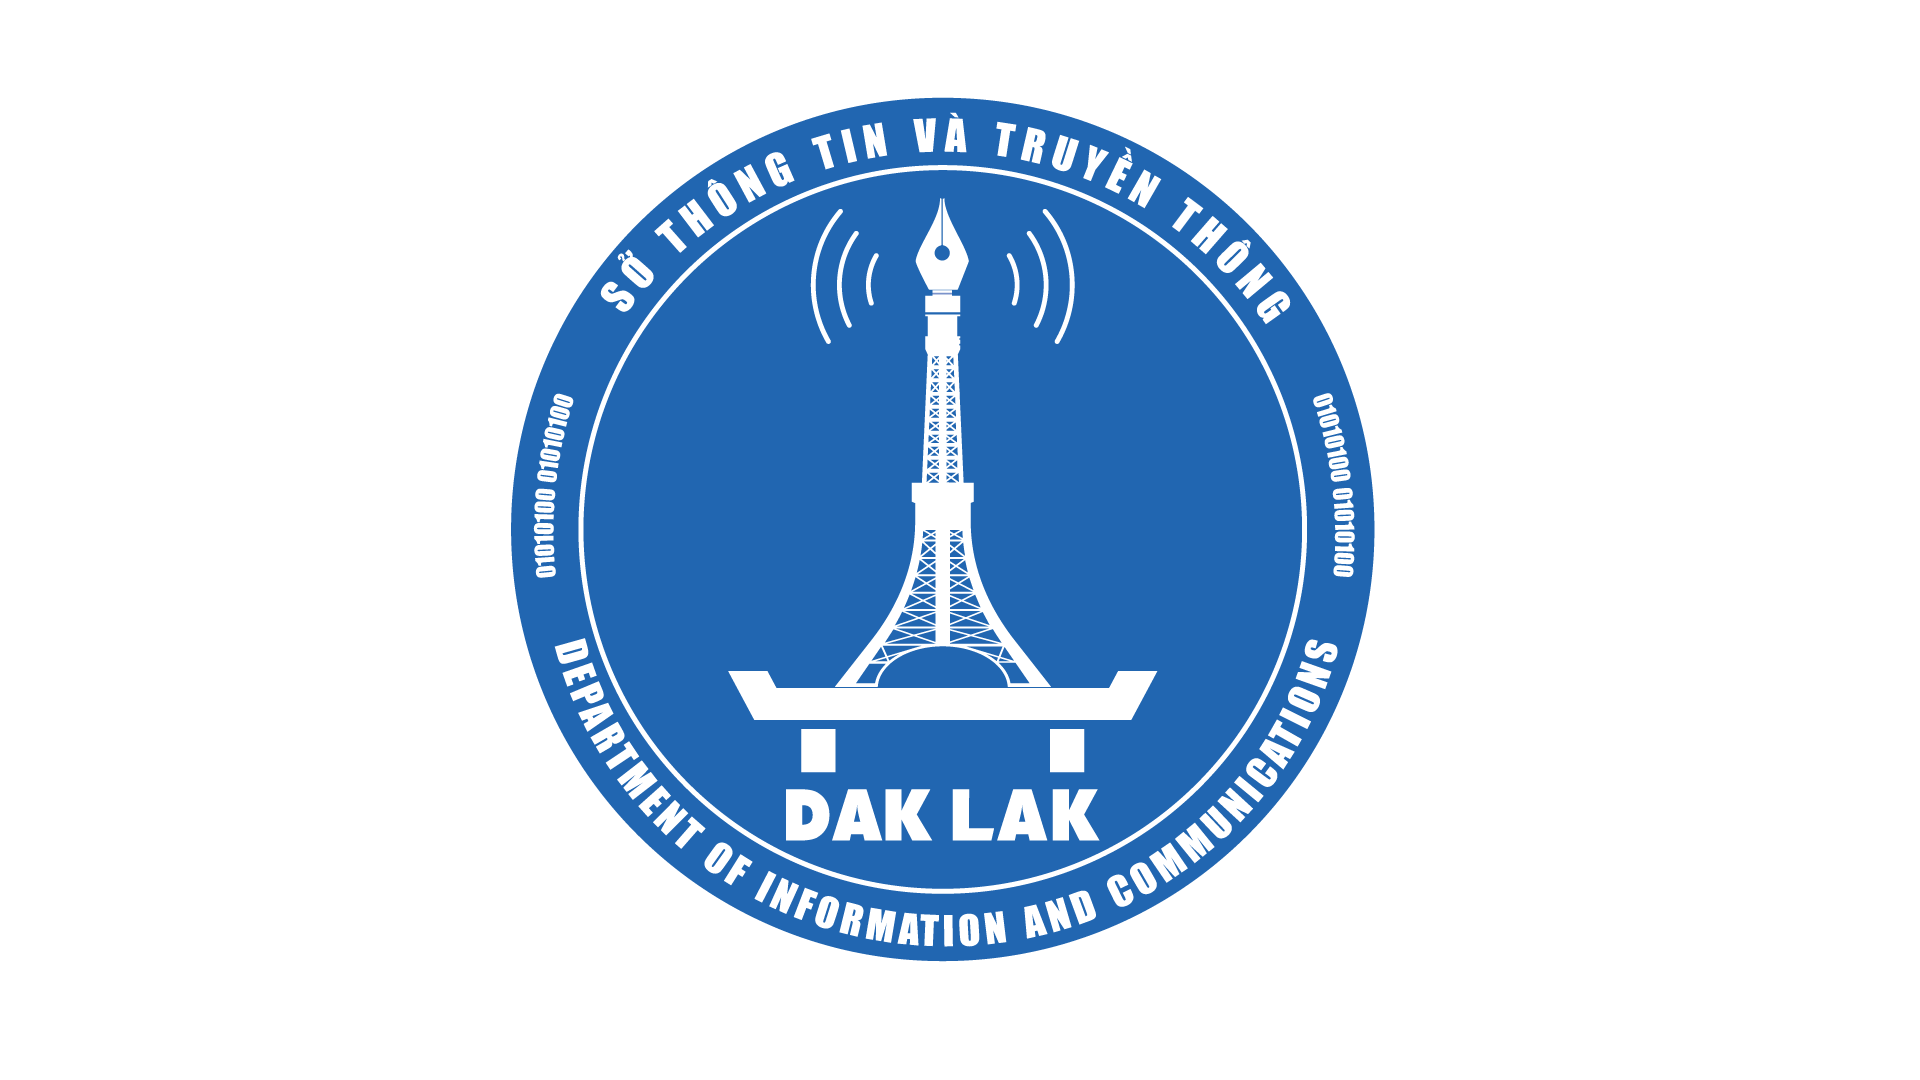 SỞ THÔNG TIN VÀ TRUYỀN THÔNG
01010100 01010100
01010100 01010100
DAK LAK
DEPARTMENT OF INFORMATION AND COMMUNICATIONS